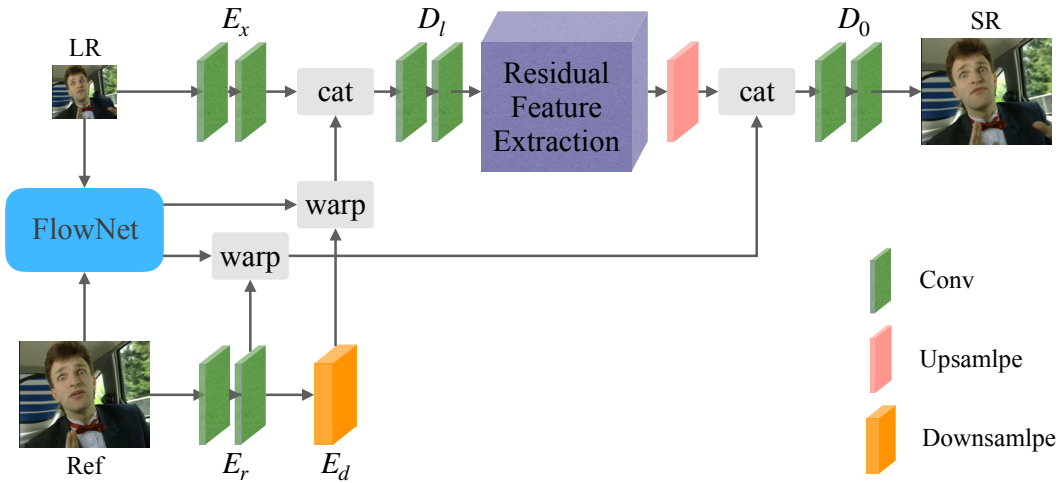 E_x
D_l
D_0
SR
LR
cat
Residual
Feature
Extraction
cat
warp
FlowNet
warp
Conv
Upsamlpe
Downsamlpe
Ref
E_r
E_d